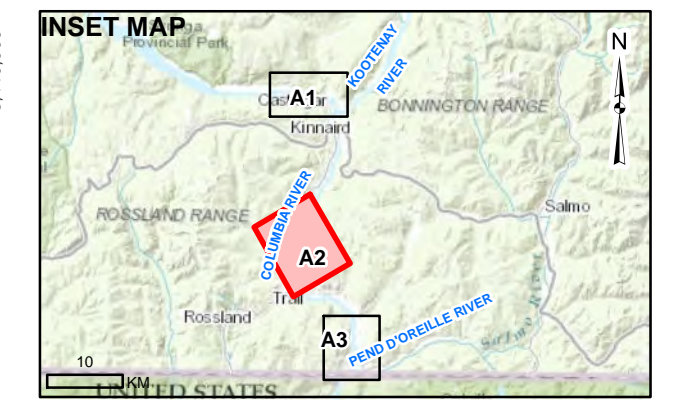 INSET MAP
Provincial Park
N
KOOTENAY
RIVER
A1
BONNINGTON RANGE
Kinnaird
ROSSLAND RANGE
COLUMBIA RIVER
Salmo
A2
Trail
Rossland
A3
PEND D'OREILLE RIVER
10
KM
UNITED STATES